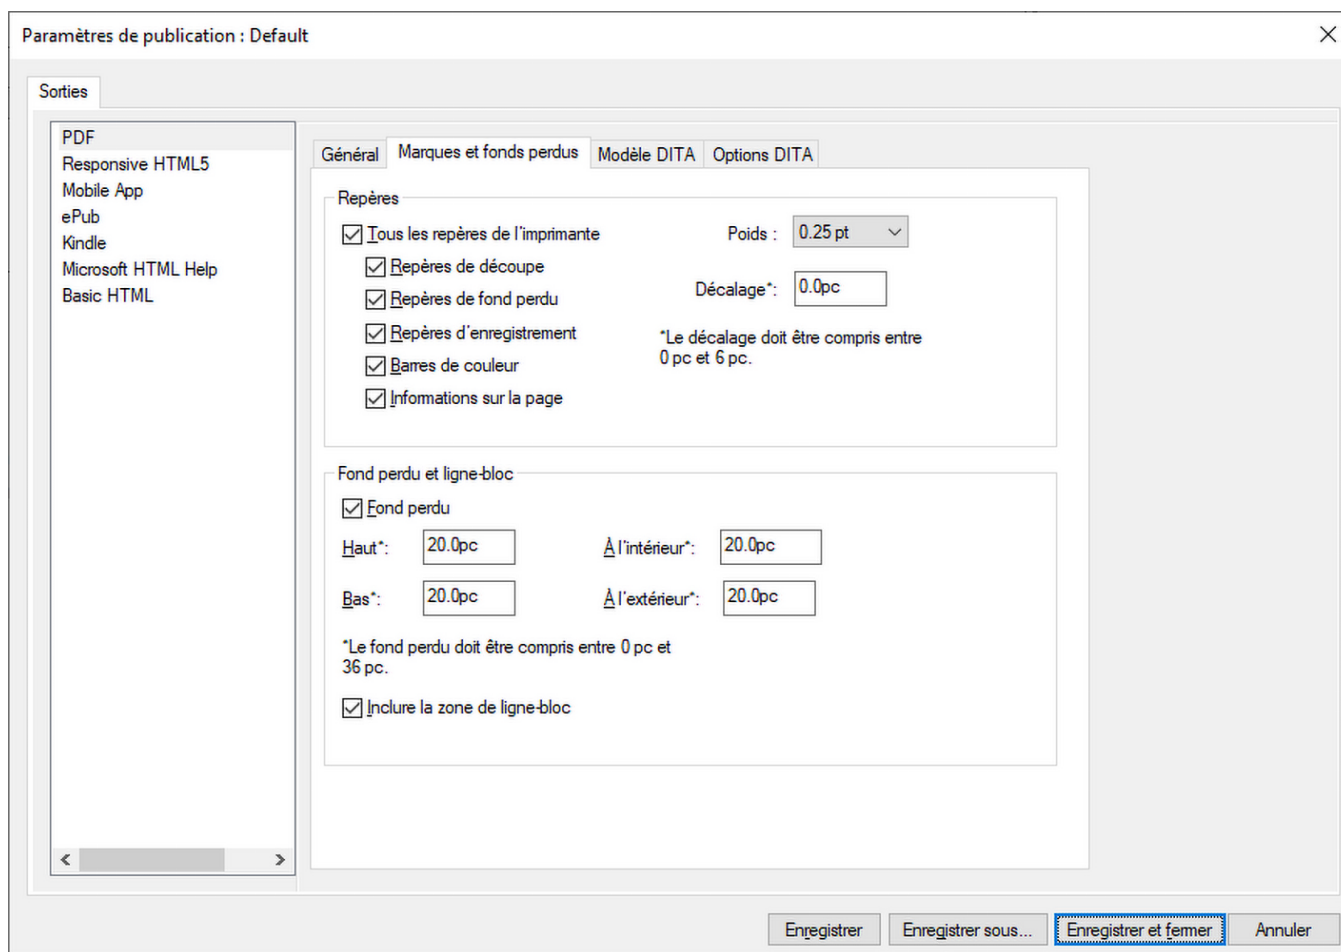 Paramètres de publication : Default
Sorties
PDF
Responsive HTML5
Mobile App
ePub
Kindle
Microsoft HTML Help
Basic HTML
Général
Marques et fonds perdus
Modèle DITA
Options DITA
Repères
Tous les repères de l'imprimante
Repères de découpe
Repères de fond perdu
Repères d'enregistrement
Barres de couleur
Informations sur la page
Poids : 0.25 pt
Décalage*: 0.0pc
*Le décalage doit être compris entre
0 pc et 6 pc.
Fond perdu et ligne-bloc
Fond perdu
Haut*: 20.0pc À l'intérieur*: 20.0pc
Bas*: 20.0pc À l'extérieur*: 20.0pc
*Le fond perdu doit être compris entre 0 pc et
36 pc.
Inclure la zone de ligne-bloc
Enregistrer Enregistrer sous... Enregistrer et fermer Annuler